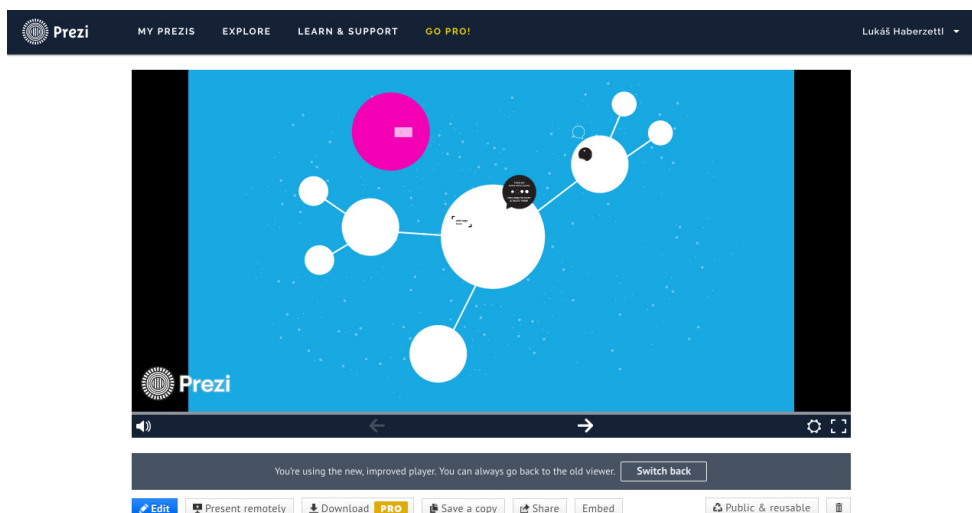 Prezi
MY PREZIS EXPLORE LEARN & SUPPORT GO PRO!
Lukáš Haberzettl
Prezi
You're using the new, improved player. You can always go back to the old viewer. Switch back
Edit Present remotely Download PRO Save a copy Share Embed Public & reusable